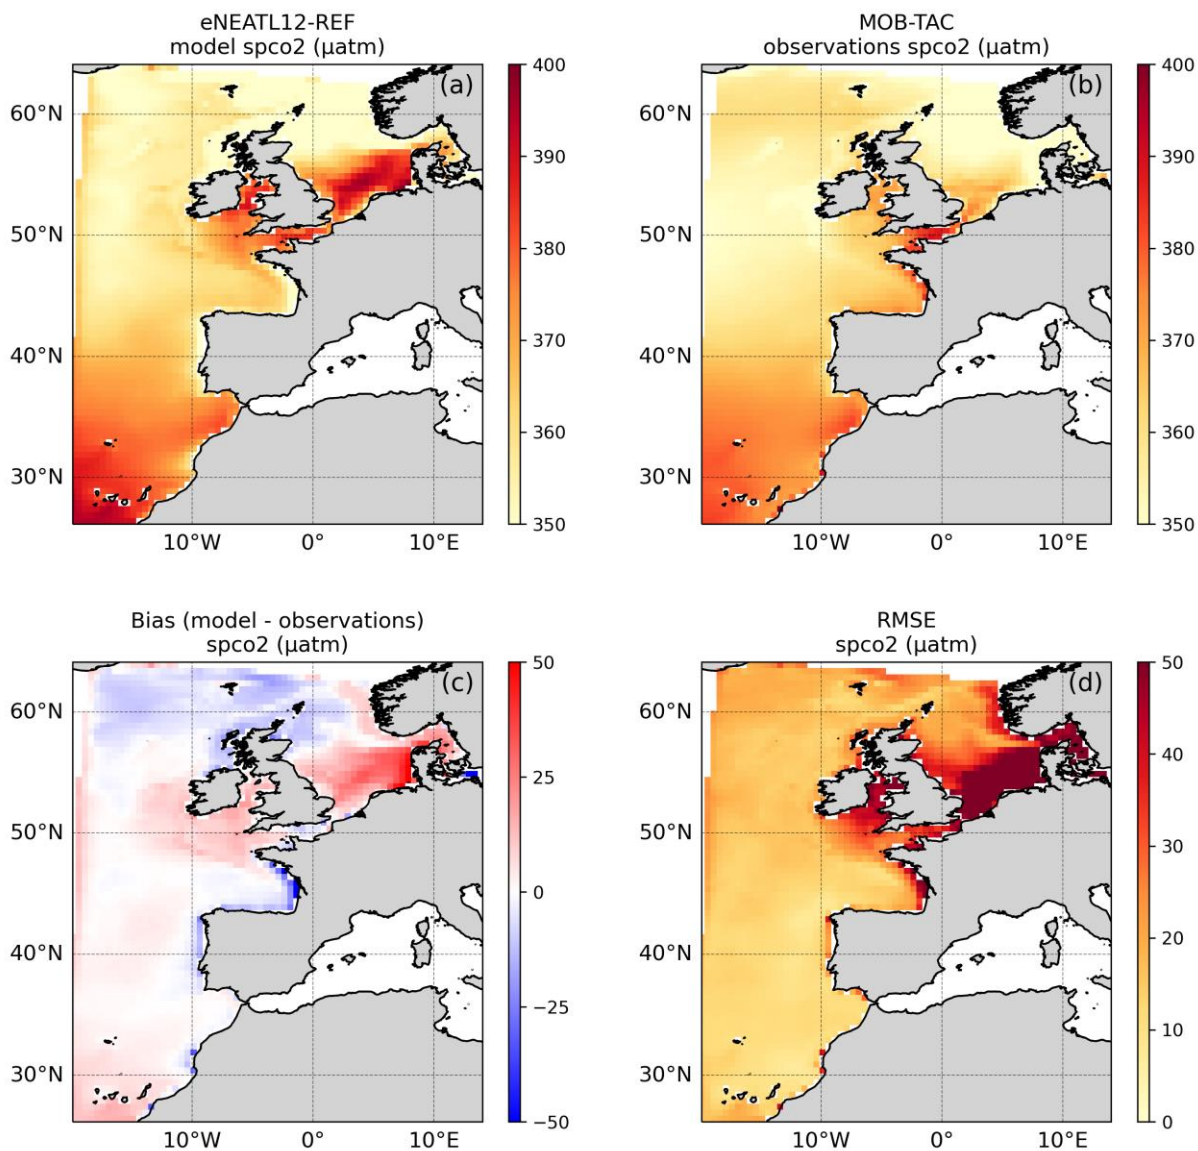 eNEATL12-REF
model spco2 (µatm)
(a)
60°N
50°N
40°N
30°N
10°W 0° 10°E
400
390
380
370
360
350
MOB-TAC
observations spco2 (µatm)
(b)
60°N
50°N
40°N
30°N
10°W 0° 10°E
400
390
380
370
360
350
Bias (model - observations)
spco2 (µatm)
(c)
60°N
50°N
40°N
30°N
10°W 0° 10°E
50
25
0
−25
−50
RMSE
spco2 (µatm)
(d)
60°N
50°N
40°N
30°N
10°W 0° 10°E
50
40
30
20
10
0